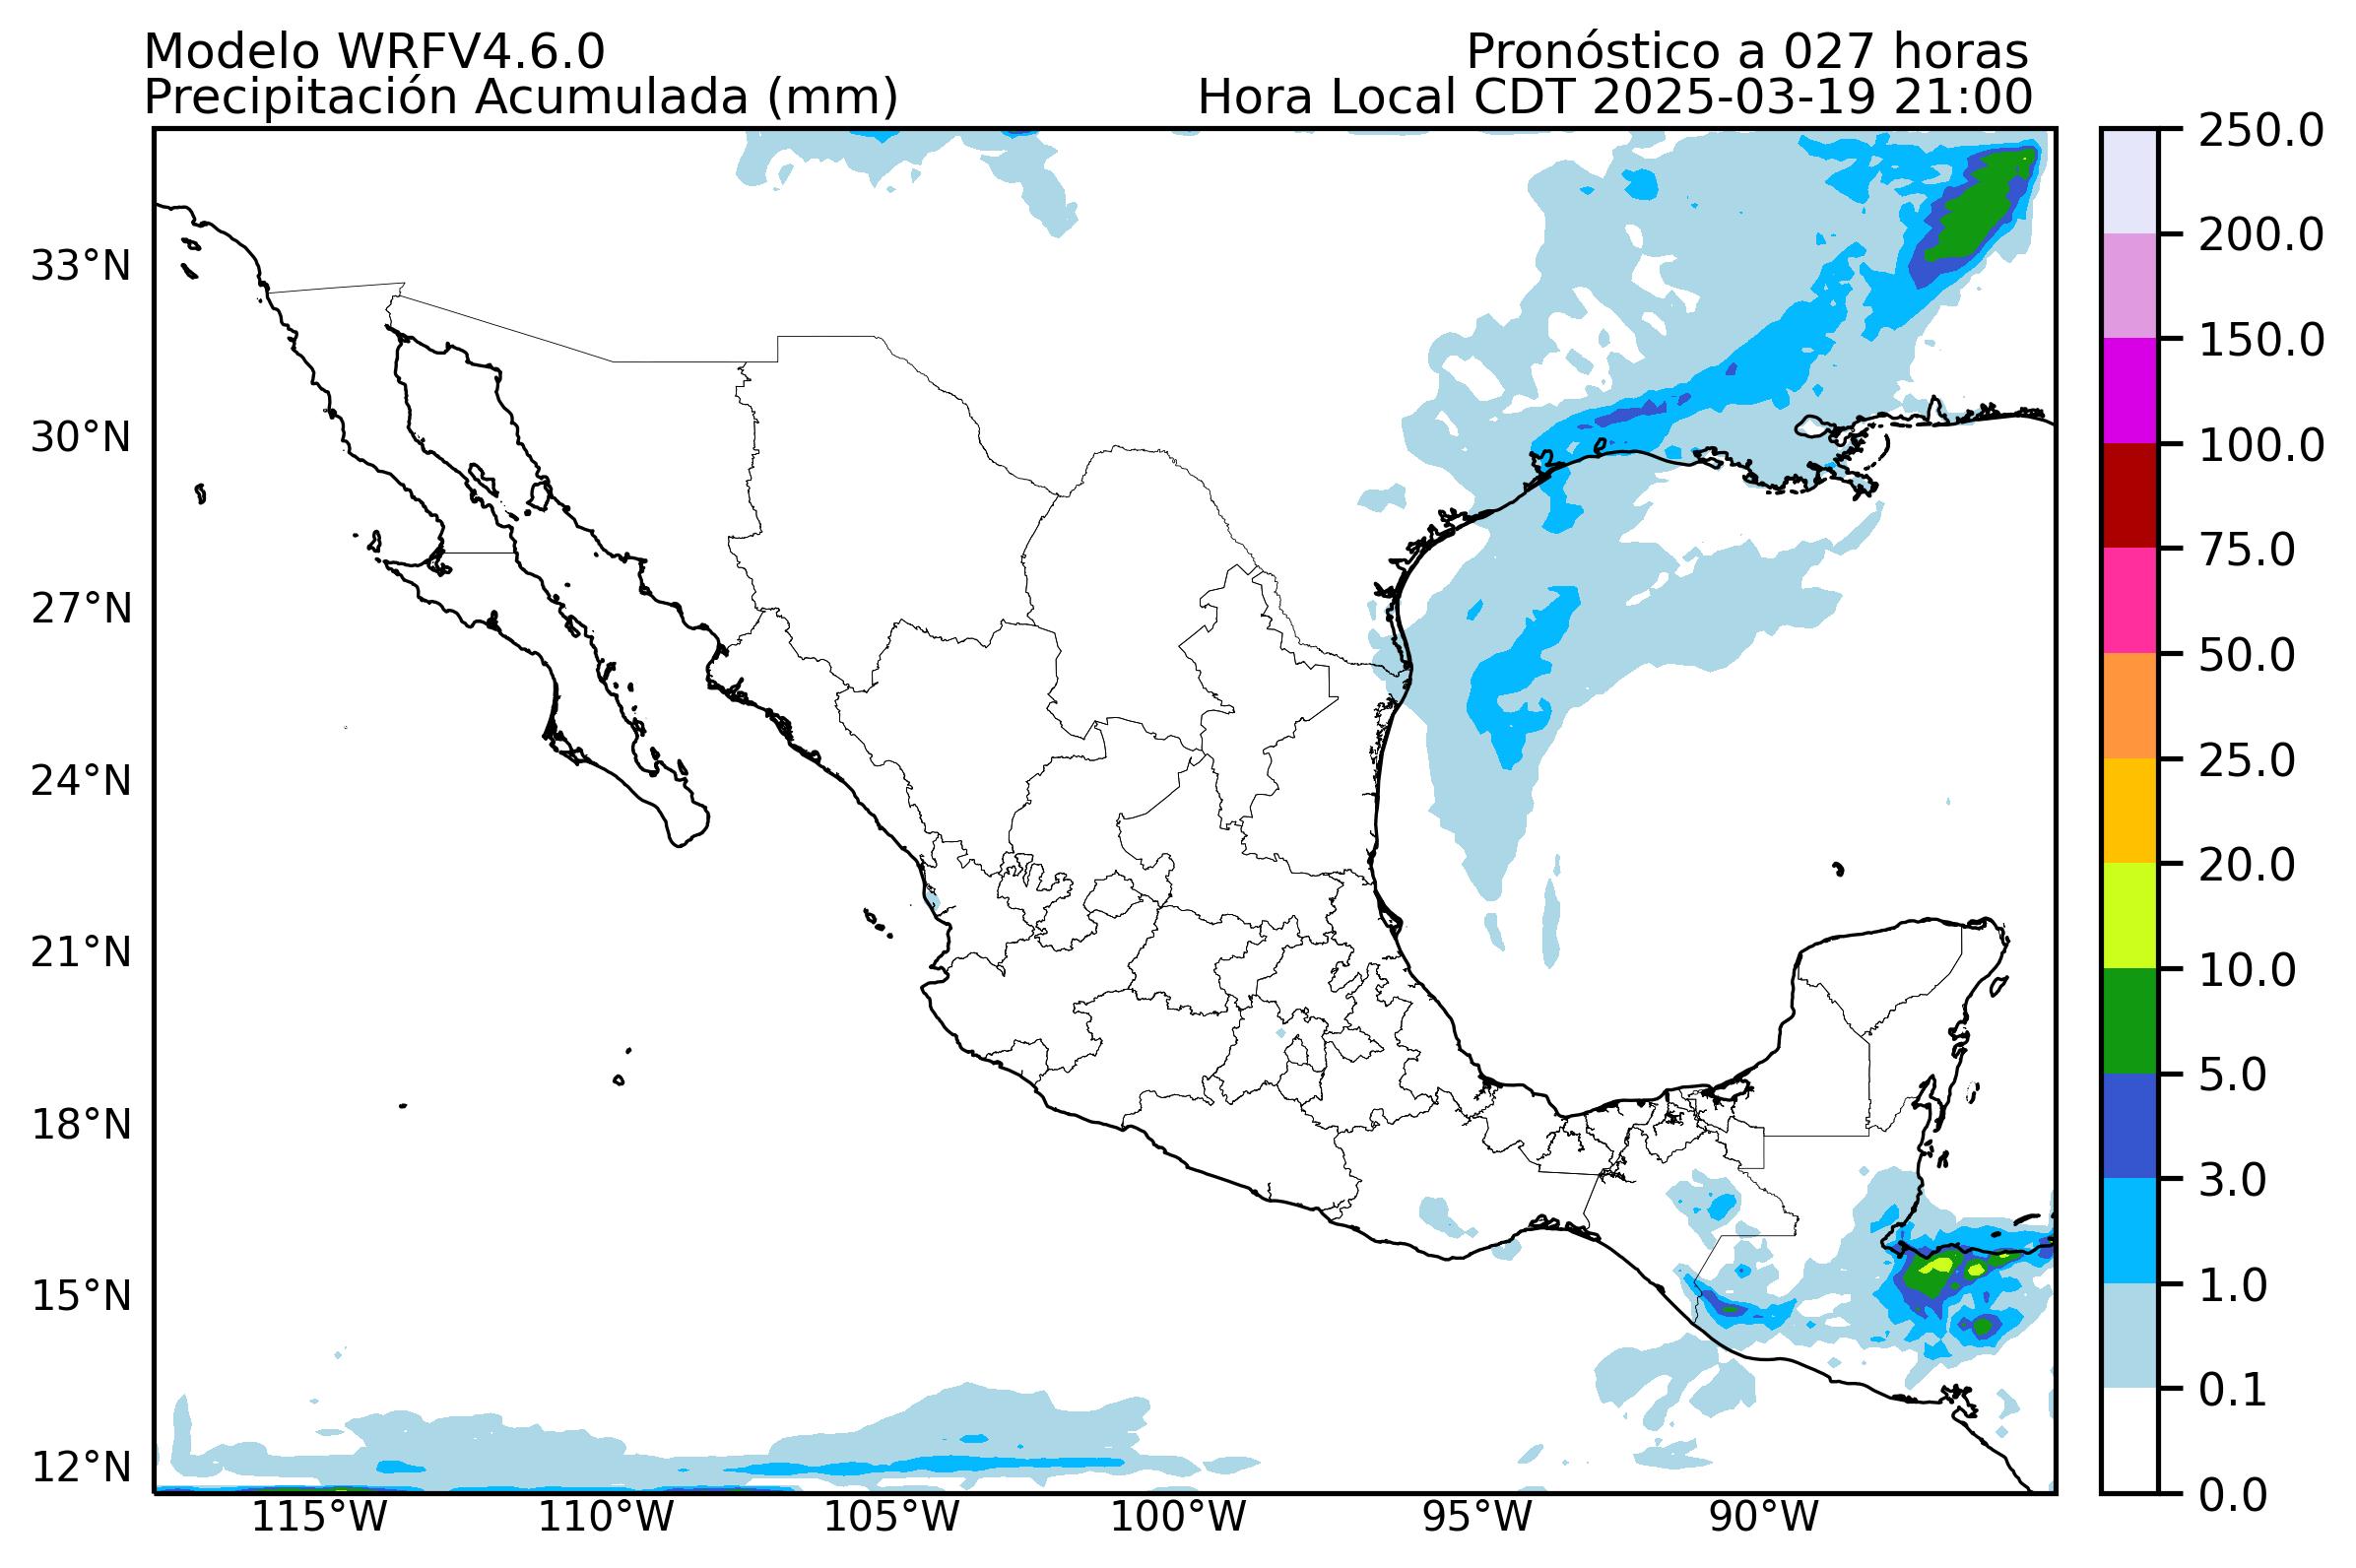 Modelo WRFV4.6.0
Pronóstico a 027 horas
Precipitación Acumulada (mm)
Hora Local CDT 2025-03-19 21:00
33°N
30°N
27°N
24°N
21°N
18°N
15°N
12°N
115°W
110°W
105°W
100°W
95°W
90°W
250.0
200.0
150.0
100.0
75.0
50.0
25.0
20.0
10.0
5.0
3.0
1.0
0.1
0.0